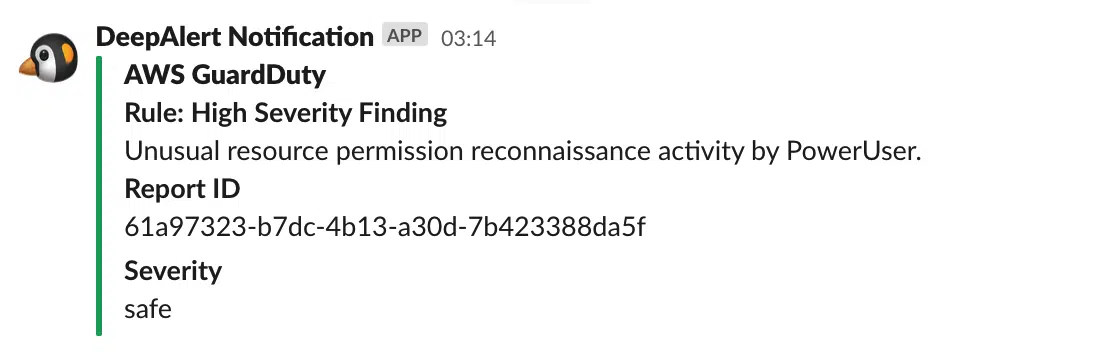 DeepAlert Notification APP 03:14
AWS GuardDuty
Rule: High Severity Finding
Unusual resource permission reconnaissance activity by PowerUser.
Report ID
61a97323-b7dc-4b13-a30d-7b423388da5f
Severity
safe